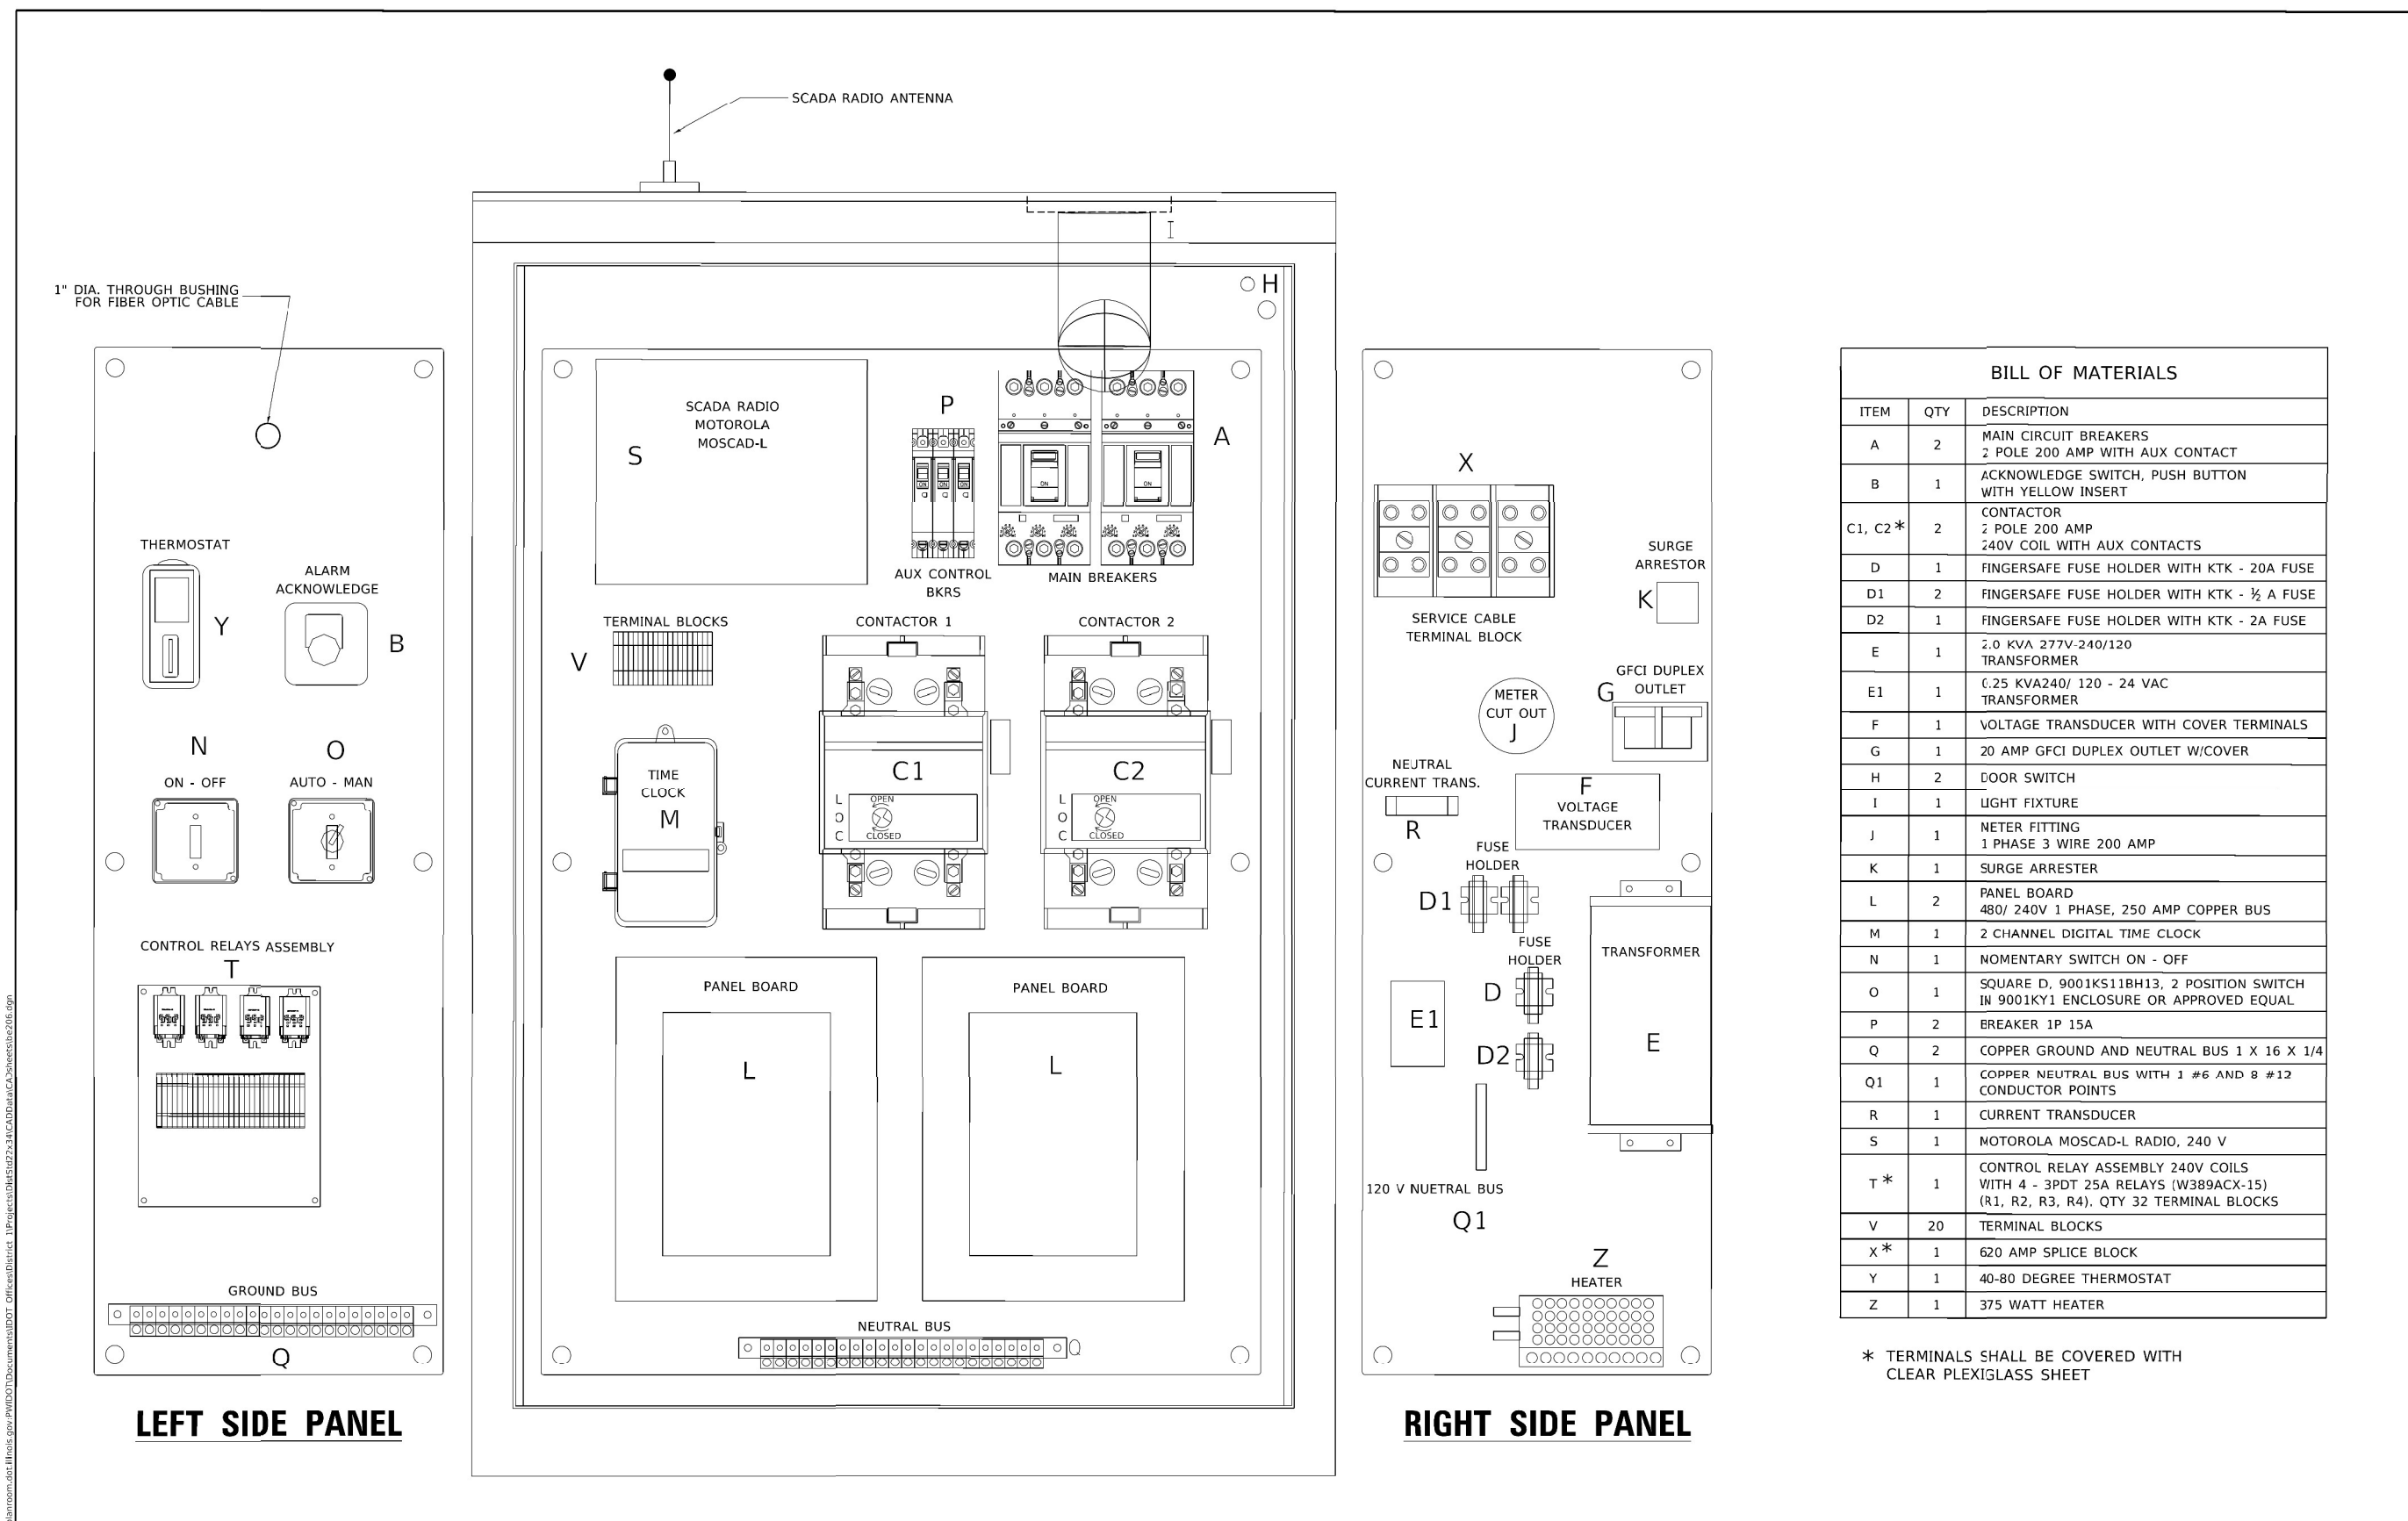 SCADA RADIO ANTENNA
1" DIA. THROUGH BUSHING
FOR FIBER OPTIC CABLE
THERMOSTAT
Y
ALARM
ACKNOWLEDGE
B
N
ON - OFF
O
AUTO - MAN
CONTROL RELAYS ASSEMBLY
T
GROUND BUS
Q
LEFT SIDE PANEL
I
H
SCADA RADIO
MOTOROLA
MOSCAD-L
S
P
ON
ON
ON
AUX CONTROL
BKRS
A
ON
ON
MAIN BREAKERS
TERMINAL BLOCKS
V
CONTACTOR 1
CONTACTOR 2
TIME
CLOCK
M
C1
L
O
C
OPEN
CLOSED
C2
L
O
C
OPEN
CLOSED
PANEL BOARD
L
PANEL BOARD
L
NEUTRAL BUS
Q
X
SERVICE CABLE
TERMINAL BLOCK
SURGE
ARRESTOR
K
METER
CUT OUT
J
GFCI DUPLEX
OUTLET
G
NEUTRAL
CURRENT TRANS.
R
F
VOLTAGE
TRANSDUCER
FUSE
HOLDER
D1
FUSE
HOLDER
D
TRANSFORMER
E
E1
D2
120 V NUETRAL BUS
Q1
Z
HEATER
RIGHT SIDE PANEL
BILL OF MATERIALS
ITEM QTY DESCRIPTION
A 2 MAIN CIRCUIT BREAKERS
2 POLE 200 AMP WITH AUX CONTACT
B 1 ACKNOWLEDGE SWITCH, PUSH BUTTON
WITH YELLOW INSERT
C1, C2* 2 CONTACTOR
2 POLE 200 AMP
240V COIL WITH AUX CONTACTS
D 1 FINGERSAFE FUSE HOLDER WITH KTK - 20A FUSE
D1 2 FINGERSAFE FUSE HOLDER WITH KTK - ½ A FUSE
D2 1 FINGERSAFE FUSE HOLDER WITH KTK - 2A FUSE
E 1 2.0 KVA 277V-240/120
TRANSFORMER
E1 1 0.25 KVA240/ 120 - 24 VAC
TRANSFORMER
F 1 VOLTAGE TRANSDUCER WITH COVER TERMINALS
G 1 20 AMP GFCI DUPLEX OUTLET W/COVER
H 2 DOOR SWITCH
I 1 LIGHT FIXTURE
J 1 METER FITTING
1 PHASE 3 WIRE 200 AMP
K 1 SURGE ARRESTER
L 2 PANEL BOARD
480/ 240V 1 PHASE, 250 AMP COPPER BUS
M 1 2 CHANNEL DIGITAL TIME CLOCK
N 1 MOMENTARY SWITCH ON - OFF
O 1 SQUARE D, 9001KS11BH13, 2 POSITION SWITCH
IN 9001KY1 ENCLOSURE OR APPROVED EQUAL
P 2 BREAKER 1P 15A
Q 2 COPPER GROUND AND NEUTRAL BUS 1 X 16 X 1/4
Q1 1 COPPER NEUTRAL BUS WITH 1 #6 AND 8 #12
CONDUCTOR POINTS
R 1 CURRENT TRANSDUCER
S 1 MOTOROLA MOSCAD-L RADIO, 240 V
T* 1 CONTROL RELAY ASSEMBLY 240V COILS
WITH 4 - 3PDT 25A RELAYS (W389ACX-15)
(R1, R2, R3, R4). QTY 32 TERMINAL BLOCKS
V 20 TERMINAL BLOCKS
X* 1 620 AMP SPLICE BLOCK
Y 1 40-80 DEGREE THERMOSTAT
Z 1 375 WATT HEATER
* TERMINALS SHALL BE COVERED WITH
CLEAR PLEXIGLASS SHEET